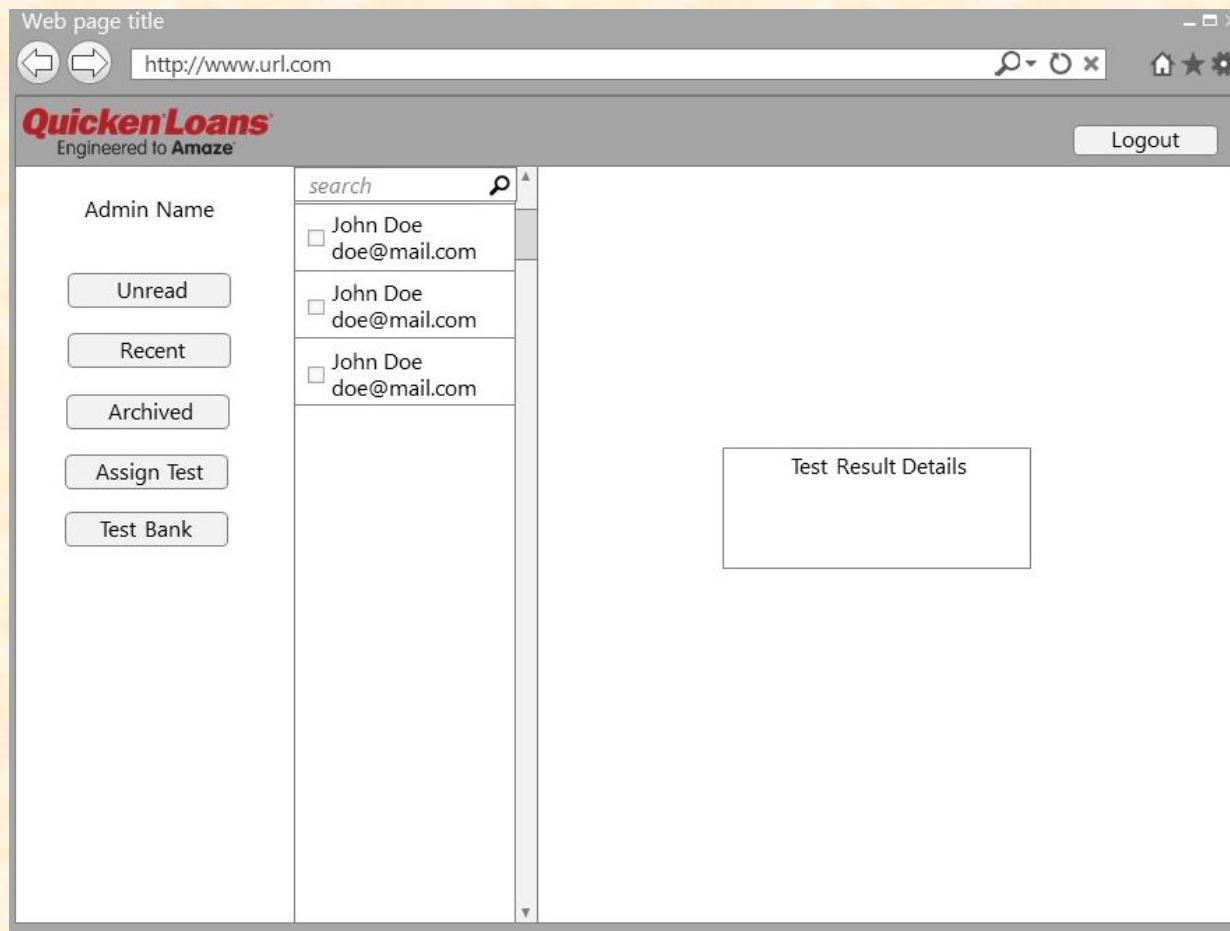 Web page title
http://www.url.com
Quicken Loans
Engineered to Amaze
Logout
Admin Name
Unread
Recent
Archived
Assign Test
Test Bank
search
John Doe
doe@mail.com
John Doe
doe@mail.com
John Doe
doe@mail.com
Test Result Details